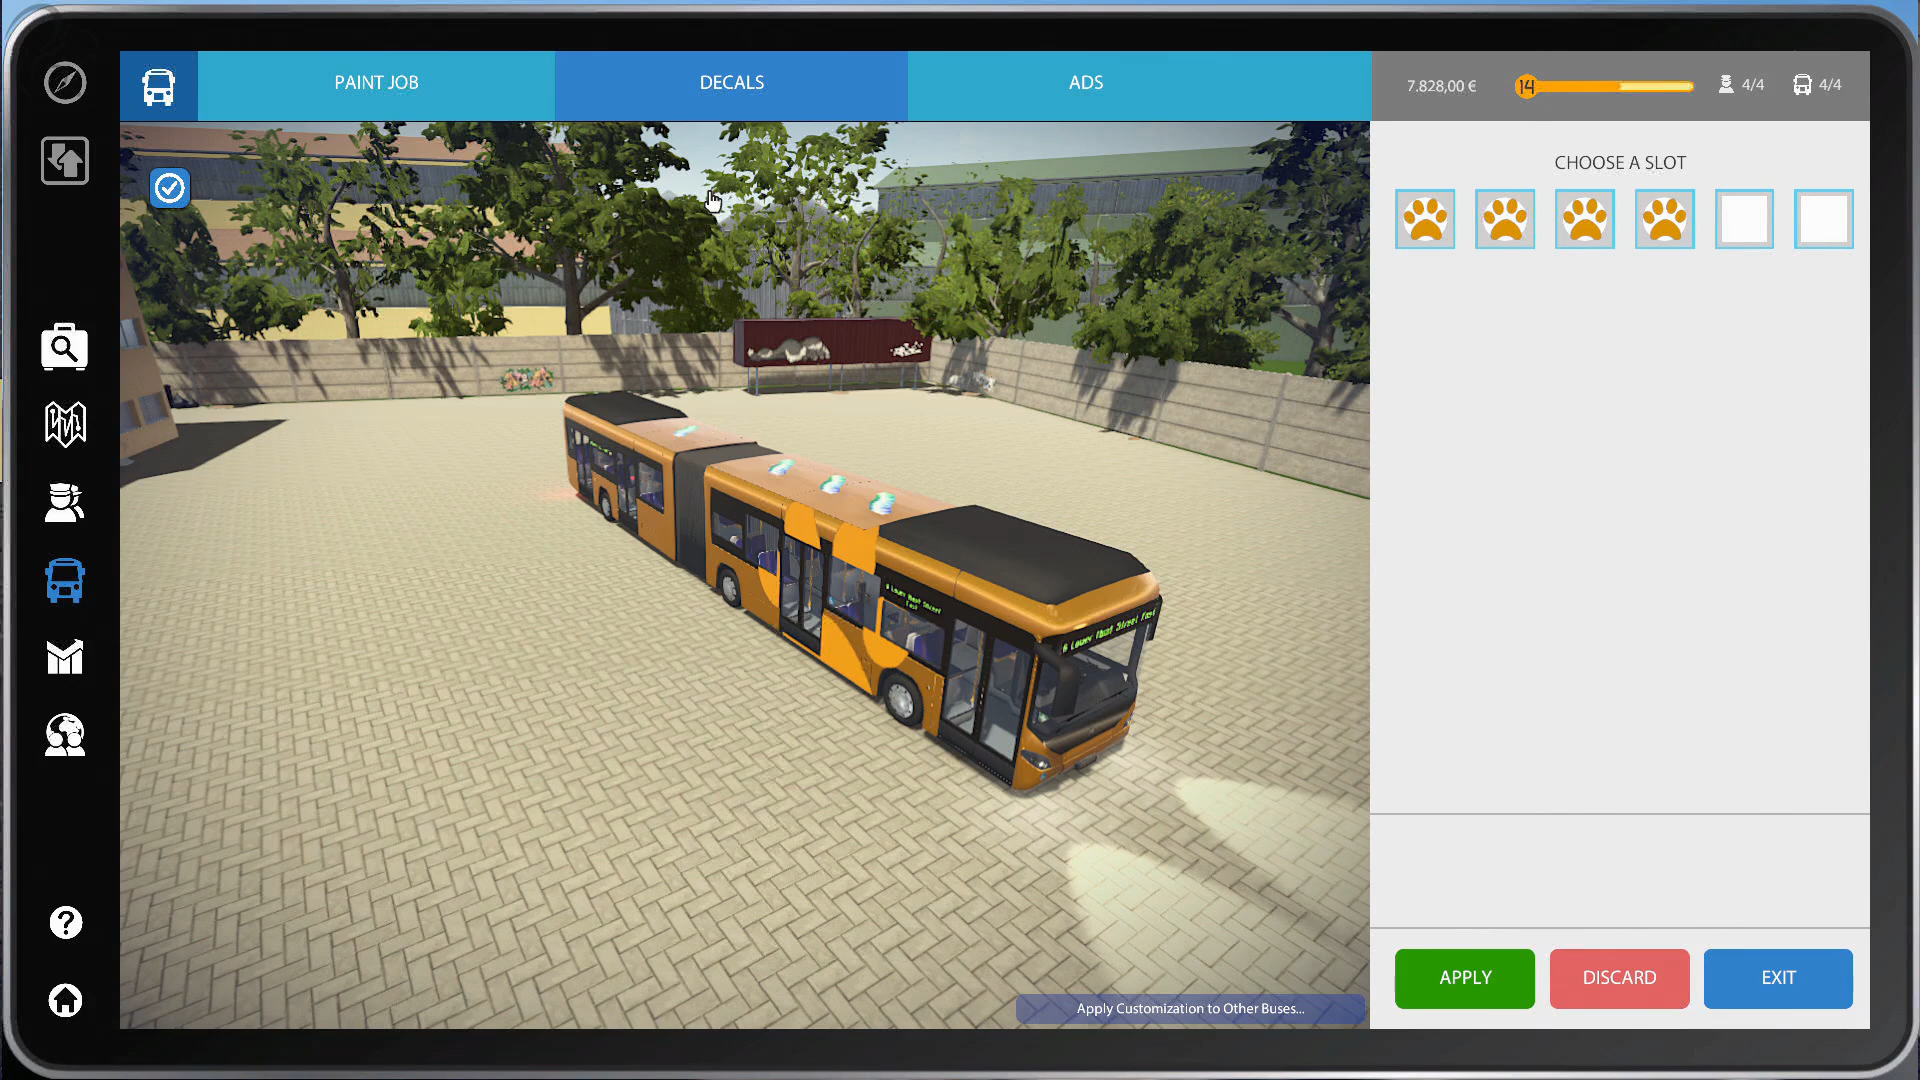 PAINT JOB
DECALS
ADS
7.828,00 €
14
4/4
4/4
CHOOSE A SLOT
APPLY
DISCARD
EXIT
Apply Customization to Other Buses...